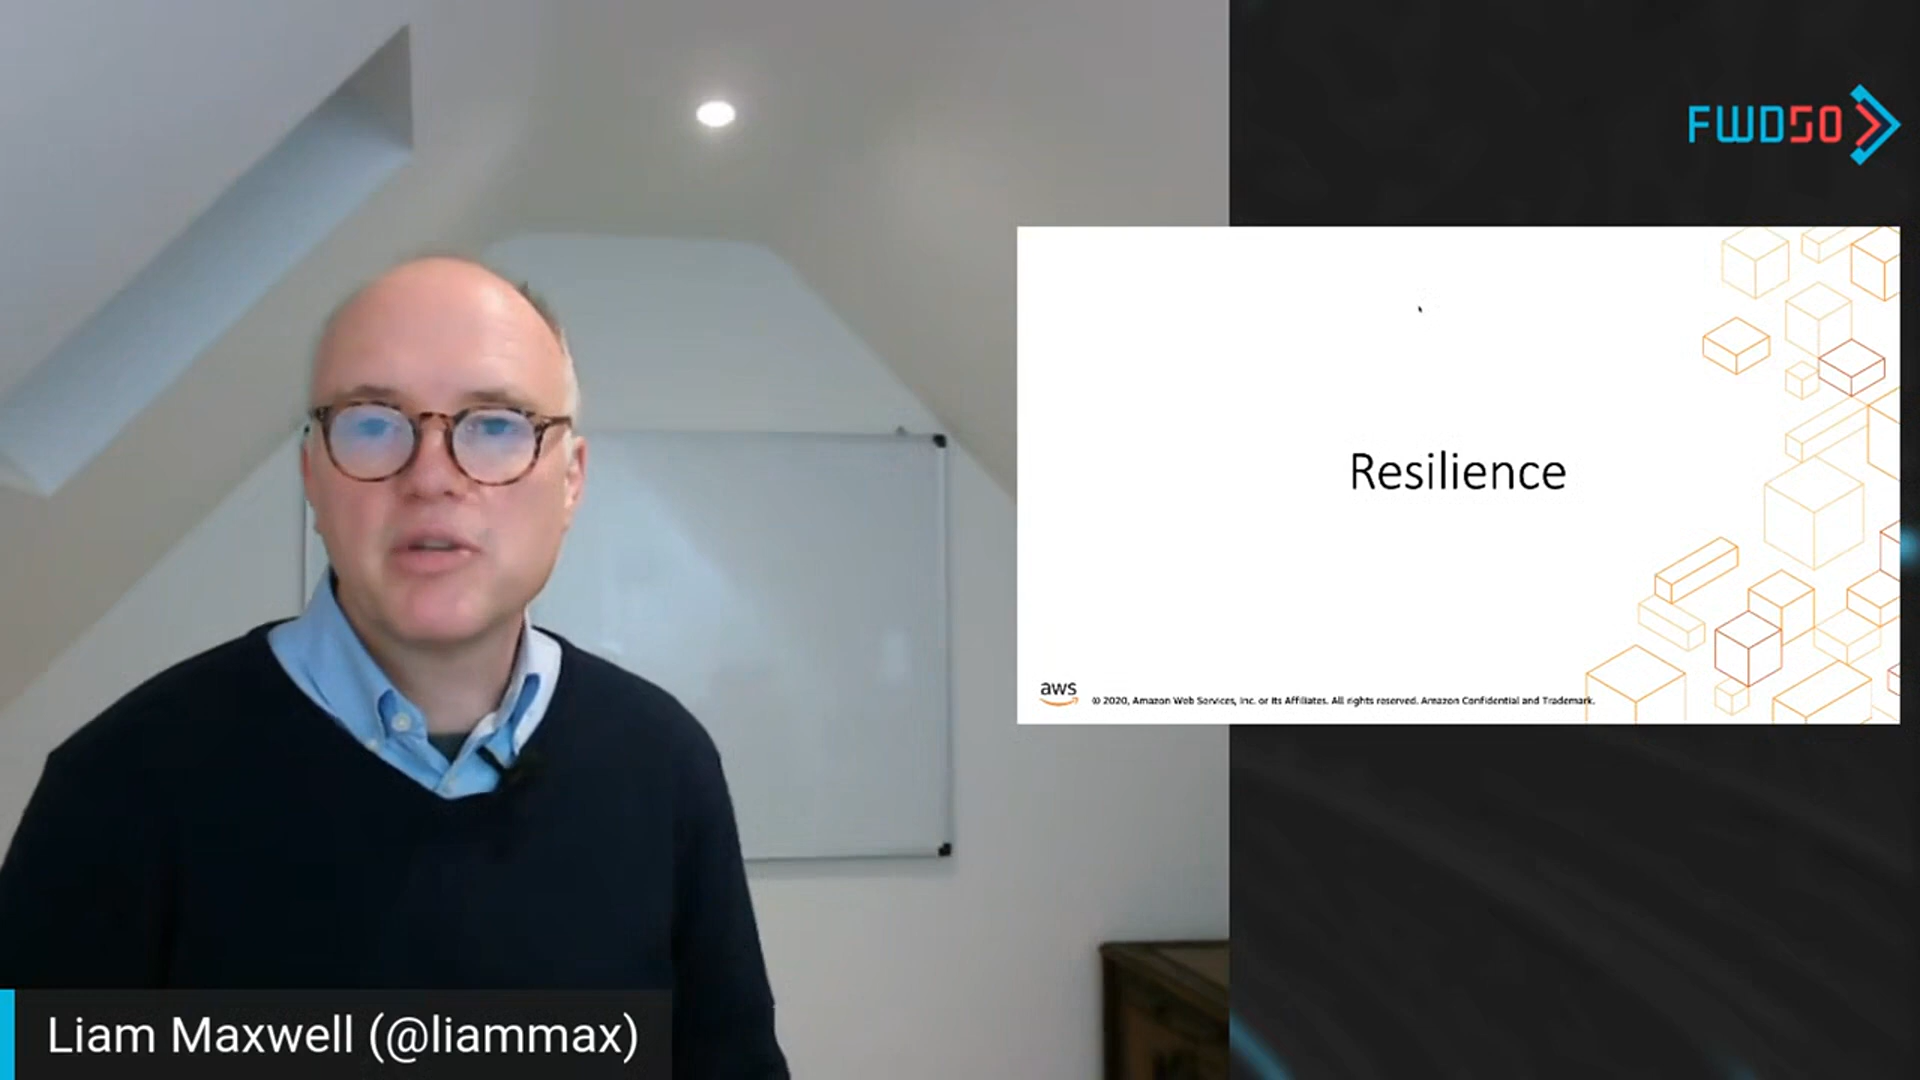 FWD50
Resilience
aws
© 2020, Amazon Web Services, Inc. or its Affiliates. All rights reserved. Amazon Confidential and Trademark.
Liam Maxwell (@liammax)